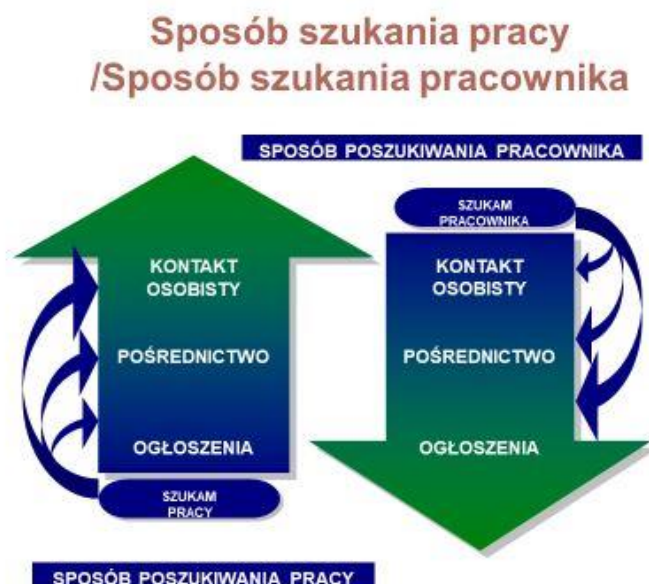 Sposób szukania pracy
/Sposób szukania pracownika
SPOSÓB POSZUKIWANIA PRACOWNIKA
SZUKAM
PRACOWNIKA
KONTAKT
OSOBISTY
POŚREDNICTWO
OGŁOSZENIA
SZUKAM
PRACY
KONTAKT
OSOBISTY
POŚREDNICTWO
OGŁOSZENIA
SPOSÓB POSZUKIWANIA PRACY